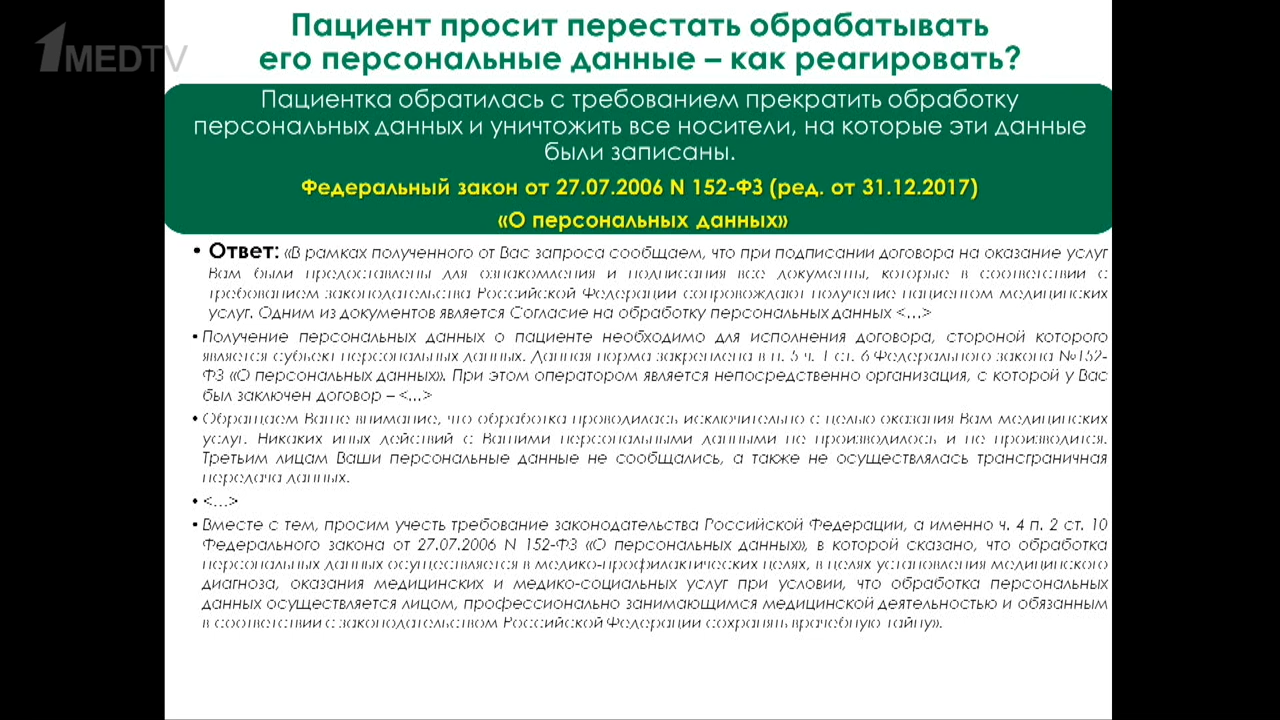 1MEDTV
Пациент просит перестать обрабатывать
его персональные данные – как реагировать?
Пациентка обратилась с требованием прекратить обработку
персональных данных и уничтожить все носители, на которые эти данные
были записаны.
Федеральный закон от 27.07.2006 N 152-ФЗ (ред. от 31.12.2017)
«О персональных данных»
• Ответ: «В рамках полученного от Вас запроса сообщаем, что при подписании договора на оказание услуг
Вам были предоставлены для ознакомления и подписания все документы, которые в соответствии с
требованием законодательства Российской Федерации сопровождают получение пациентом медицинских
услуг. Одним из документов является Согласие на обработку персональных данных <...>
• Получение персональных данных о пациенте необходимо для исполнения договора, стороной которого
является субъект персональных данных. Данная норма закреплена в п. 5 ч. 1 ст. 6 Федерального закона №152-
ФЗ «О персональных данных». При этом оператором является непосредственно организация, с которой у Вас
был заключен договор – <...>
• Обращаем Ваше внимание, что обработка проводилась исключительно с целью оказания Вам медицинских
услуг. Никаких иных действий с Вашими персональными данными не производилось и не производится.
Третьим лицам Ваши персональные данные не сообщались, а также не осуществлялась трансграничная
передача данных.
• <...>
• Вместе с тем, просим учесть требование законодательства Российской Федерации, а именно ч. 4 п. 2 ст. 10
Федерального закона от 27.07.2006 N 152-ФЗ «О персональных данных», в которой сказано, что обработка
персональных данных осуществляется в медико-профилактических целях, в целях установления медицинского
диагноза, оказания медицинских и медико-социальных услуг при условии, что обработка персональных
данных осуществляется лицом, профессионально занимающимся медицинской деятельностью и обязанным
в соответствии с законодательством Российской Федерации сохранять врачебную тайну».